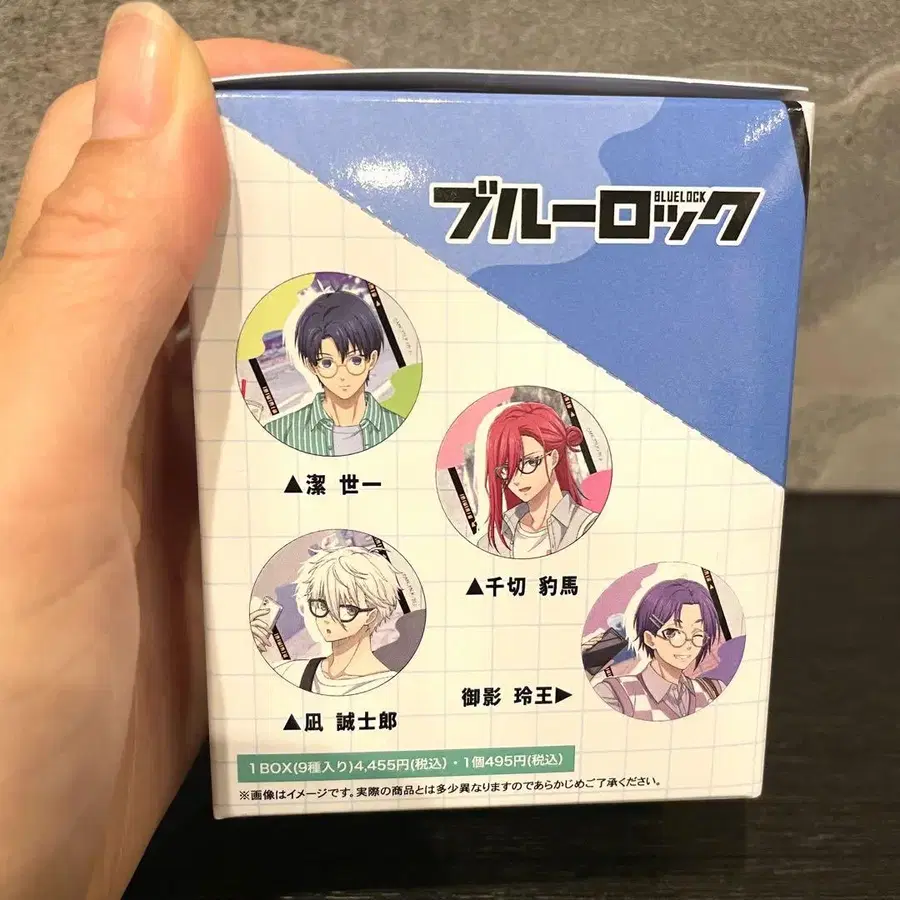 ブルーロック
BLUELOCK
▲潔 世一
▲千切 豹馬
▲凪 誠士郎
御影 玲王▶
1BOX(9種入り)4,455円(税込)・1個495円(税込)
※画像はイメージです。実際の商品とは多少異なりますのであらかじめご了承ください。